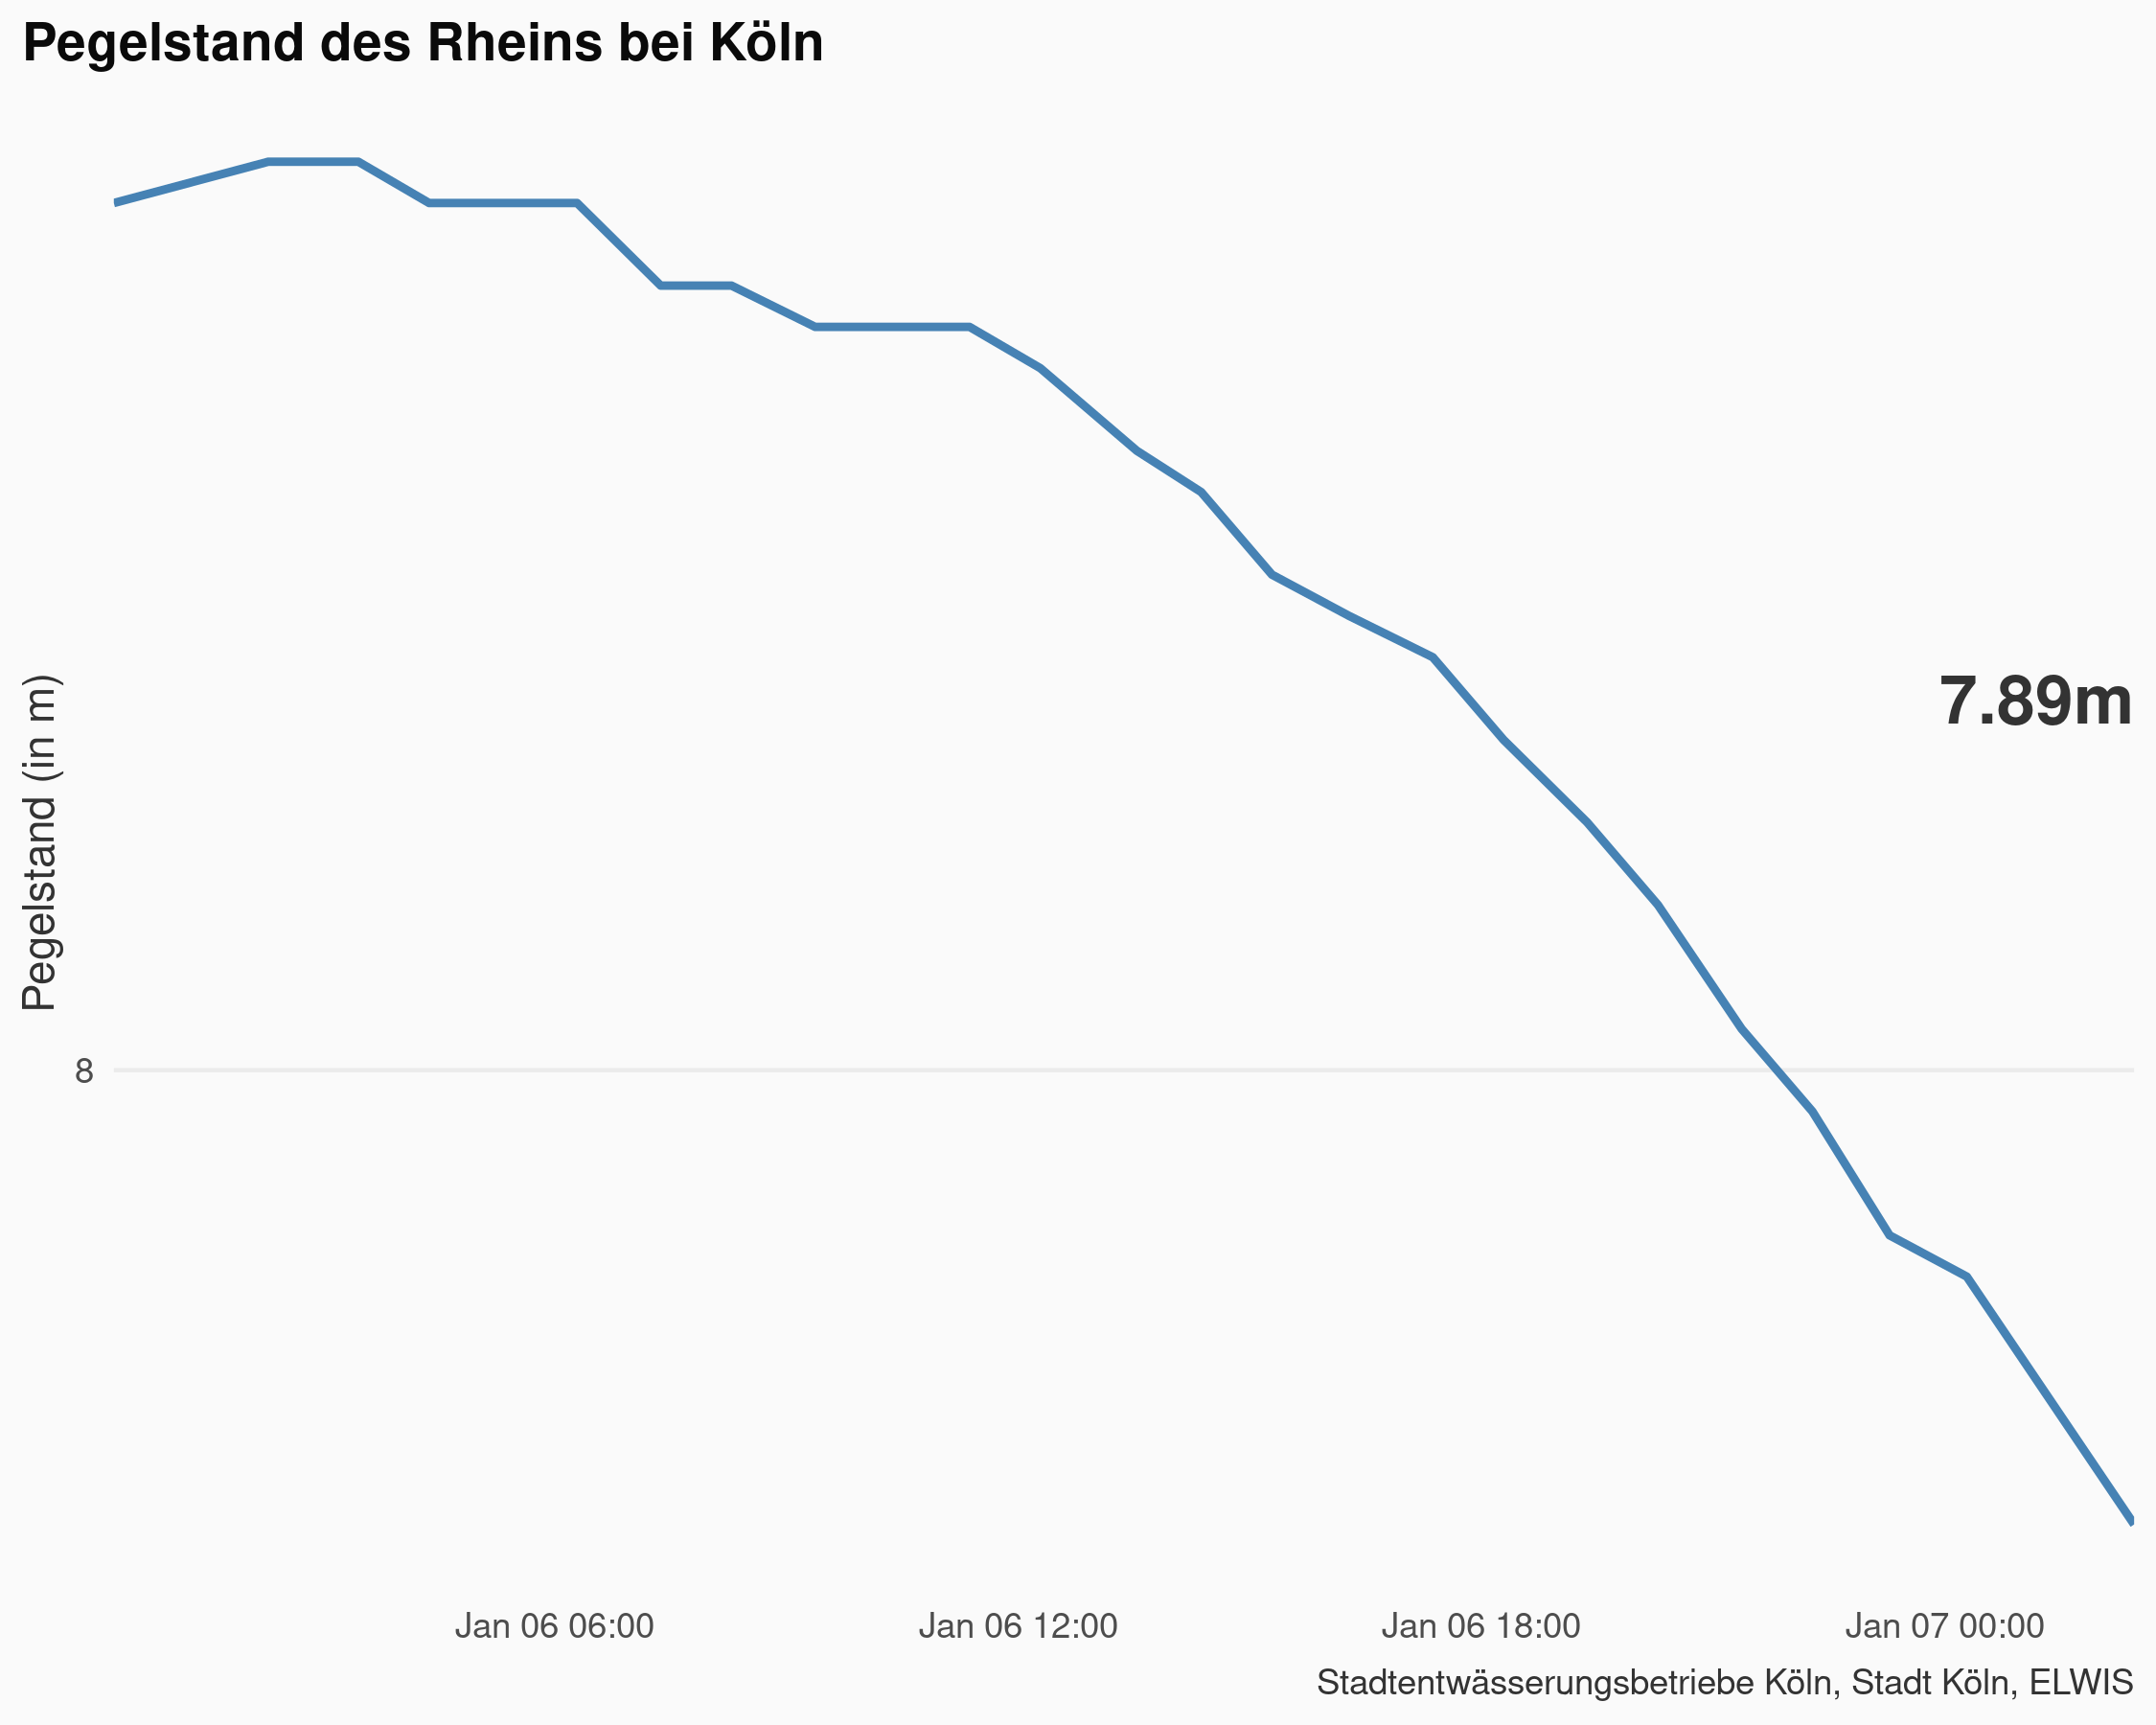 Pegelstand des Rheins bei Köln
Pegelstand (in m)
7.89m
8
Jan 06 06:00
Jan 06 12:00
Jan 06 18:00
Jan 07 00:00
Stadtentwässerungsbetriebe Köln, Stadt Köln, ELWIS